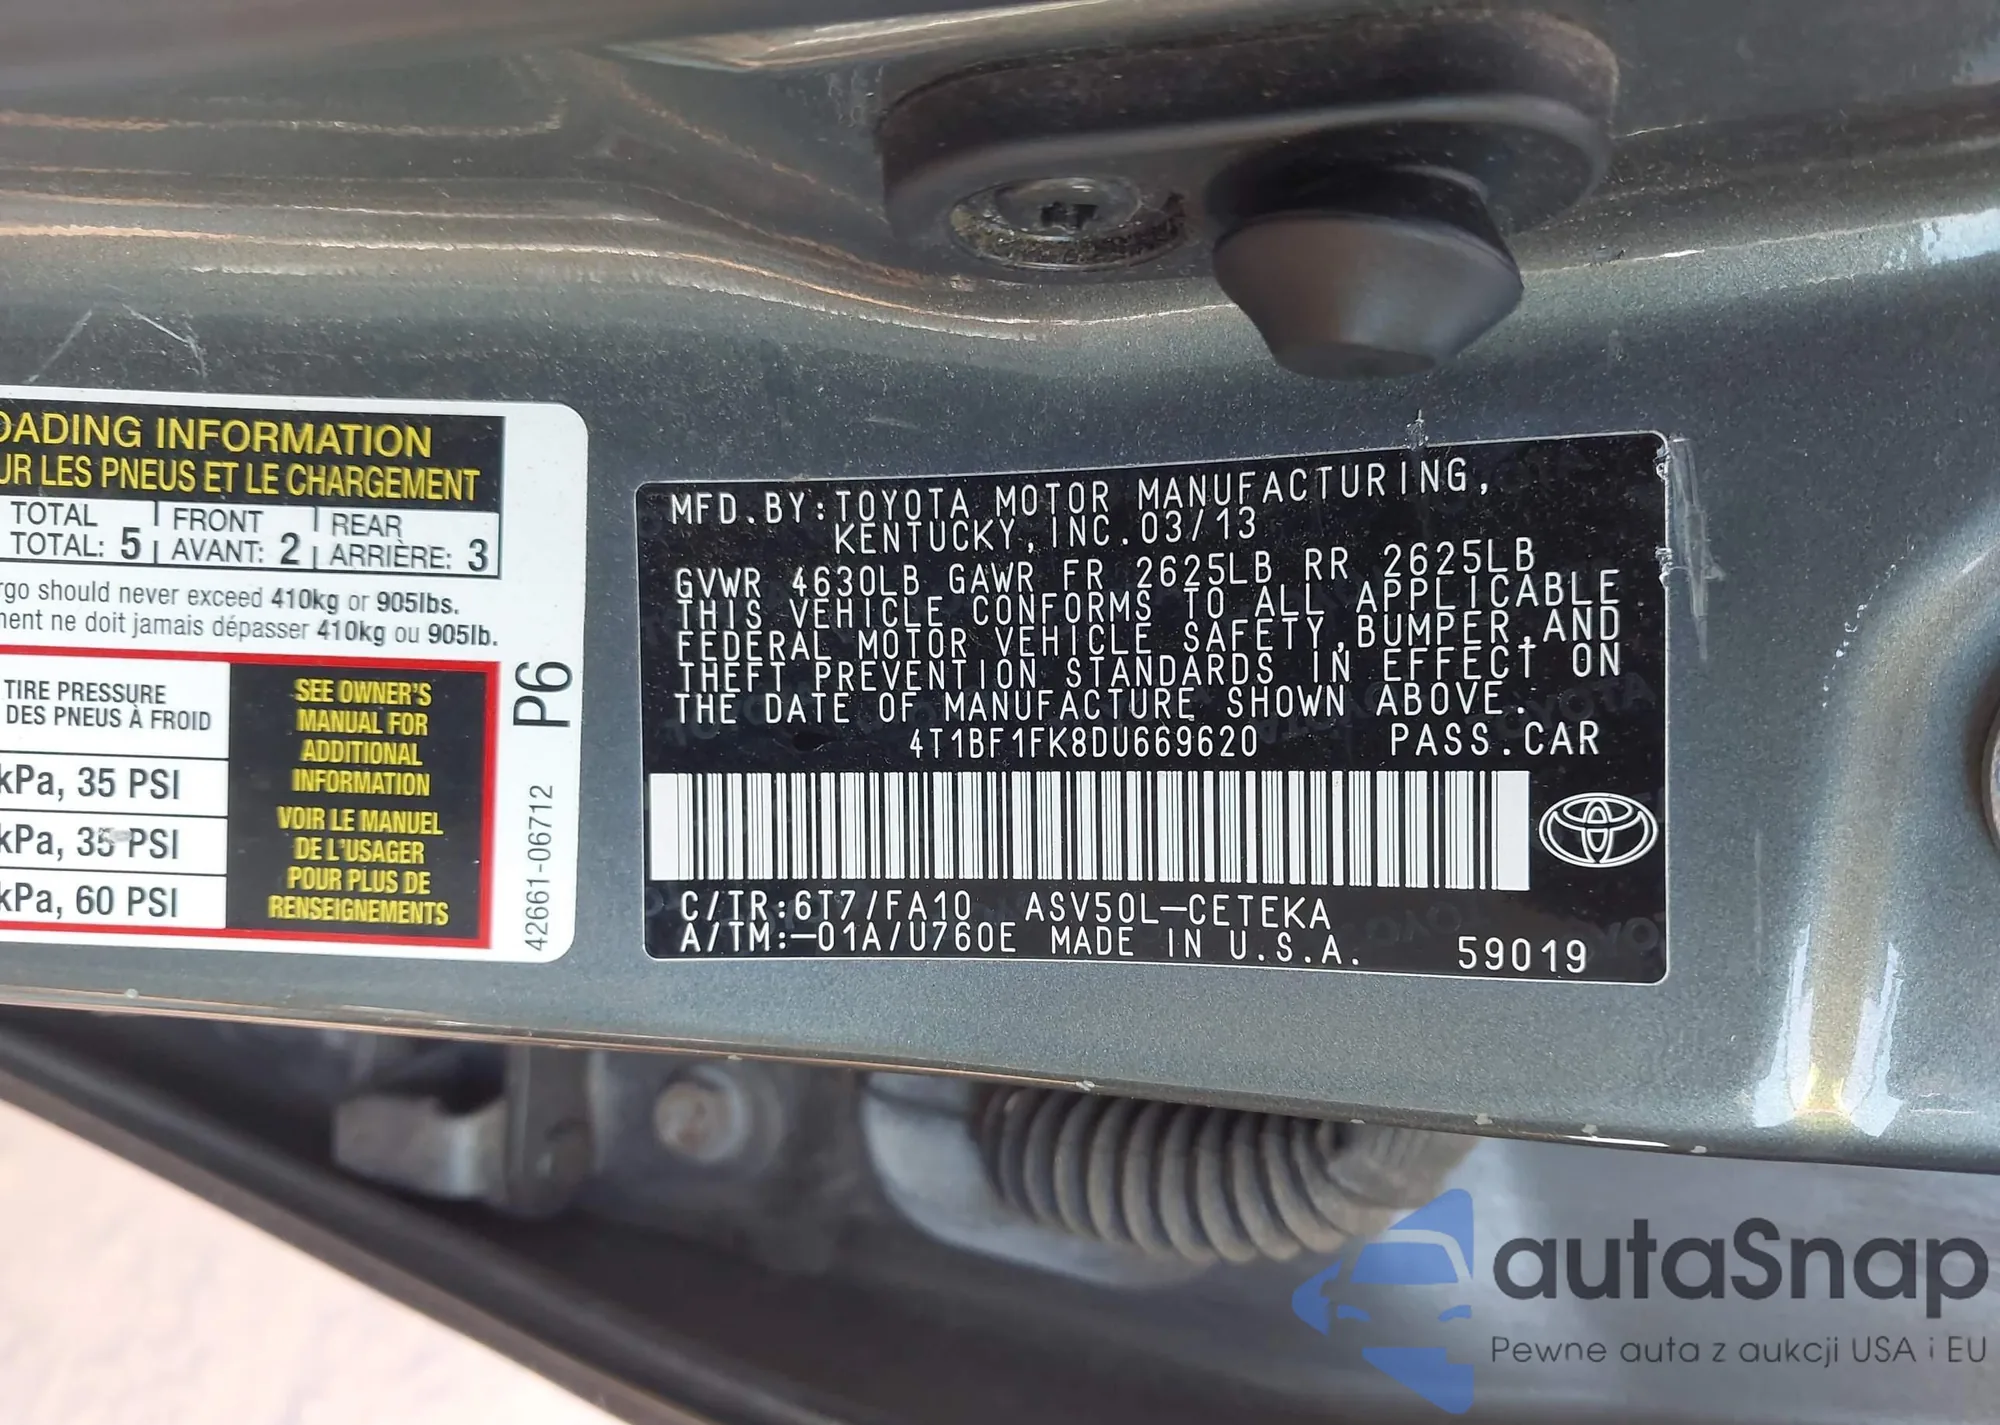 OADING INFORMATION
UR LES PNEUS ET LE CHARGEMENT
TOTAL FRONT REAR
TOTAL: 5 AVANT: 2 ARRIÈRE: 3
rgo should never exceed 410kg or 905lbs.
ment ne doit jamais dépasser 410kg ou 905lb.
TIRE PRESSURE
DES PNEUS À FROID
kPa, 35 PSI
kPa, 35 PSI
kPa, 60 PSI
SEE OWNER'S
MANUAL FOR
ADDITIONAL
INFORMATION
VOIR LE MANUEL
DE L'USAGER
POUR PLUS DE
RENSEIGNEMENTS
P6
42661-06712
MFD.BY:TOYOTA MOTOR MANUFACTURING,
KENTUCKY, INC.03/13
GVWR 4630LB GAWR FR 2625LB RR 2625LB
THIS VEHICLE CONFORMS TO ALL APPLICABLE
FEDERAL MOTOR VEHICLE SAFETY,BUMPER,AND
THEFT PREVENTION STANDARDS IN EFFECT ON
THE DATE OF MANUFACTURE SHOWN ABOVE.
4T1BF1FK8DU669620 PASS.CAR
C/TR:6T7/FA10 ASV50L-CETEKA
A/TM:-01A/U760E MADE IN U.S.A. 59019
autaSnap
Pewne auta z aukcji USA i EU